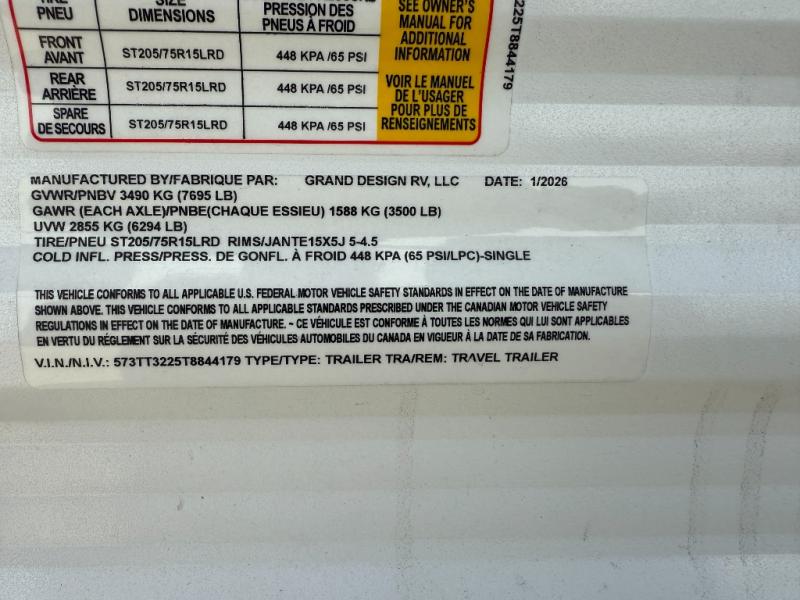 TIRE SIZE
PNEU DIMENSIONS PRESSION DES
PNEUS À FROID
SEE OWNER'S
MANUAL FOR
ADDITIONAL
INFORMATION
FRONT
AVANT ST205/75R15LRD 448 KPA /65 PSI
REAR
ARRIÈRE ST205/75R15LRD 448 KPA /65 PSI
SPARE
DE SECOURS ST205/75R15LRD 448 KPA /65 PSI
VOIR LE MANUEL
DE L'USAGER
POUR PLUS DE
RENSEIGNEMENTS
225T8844179
MANUFACTURED BY/FABRIQUE PAR: GRAND DESIGN RV, LLC DATE: 1/2026
GVWR/PNBV 3490 KG (7695 LB)
GAWR (EACH AXLE)/PNBE(CHAQUE ESSIEU) 1588 KG (3500 LB)
UVW 2855 KG (6294 LB)
TIRE/PNEU ST205/75R15LRD RIMS/JANTE15X5J 5-4.5
COLD INFL. PRESS/PRESS. DE GONFL. À FROID 448 KPA (65 PSI/LPC)-SINGLE
THIS VEHICLE CONFORMS TO ALL APPLICABLE U.S. FEDERAL MOTOR VEHICLE SAFETY STANDARDS IN EFFECT ON THE DATE OF MANUFACTURE
SHOWN ABOVE. THIS VEHICLE CONFORMS TO ALL APPLICABLE STANDARDS PRESCRIBED UNDER THE CANADIAN MOTOR VEHICLE SAFETY
REGULATIONS IN EFFECT ON THE DATE OF MANUFACTURE. ~ CE VÉHICULE EST CONFORME À TOUTES LES NORMES QUI LUI SONT APPLICABLES
EN VERTU DU RÉGLEMENT SUR LA SÉCURITÉ DES VÉHICULES AUTOMOBILES DU CANADA EN VIGUEUR À LA DATE DE SA FABRICATION.
V.I.N./N.I.V.: 573TT3225T8844179 TYPE/TYPE: TRAILER TRA/REM: TRAVEL TRAILER